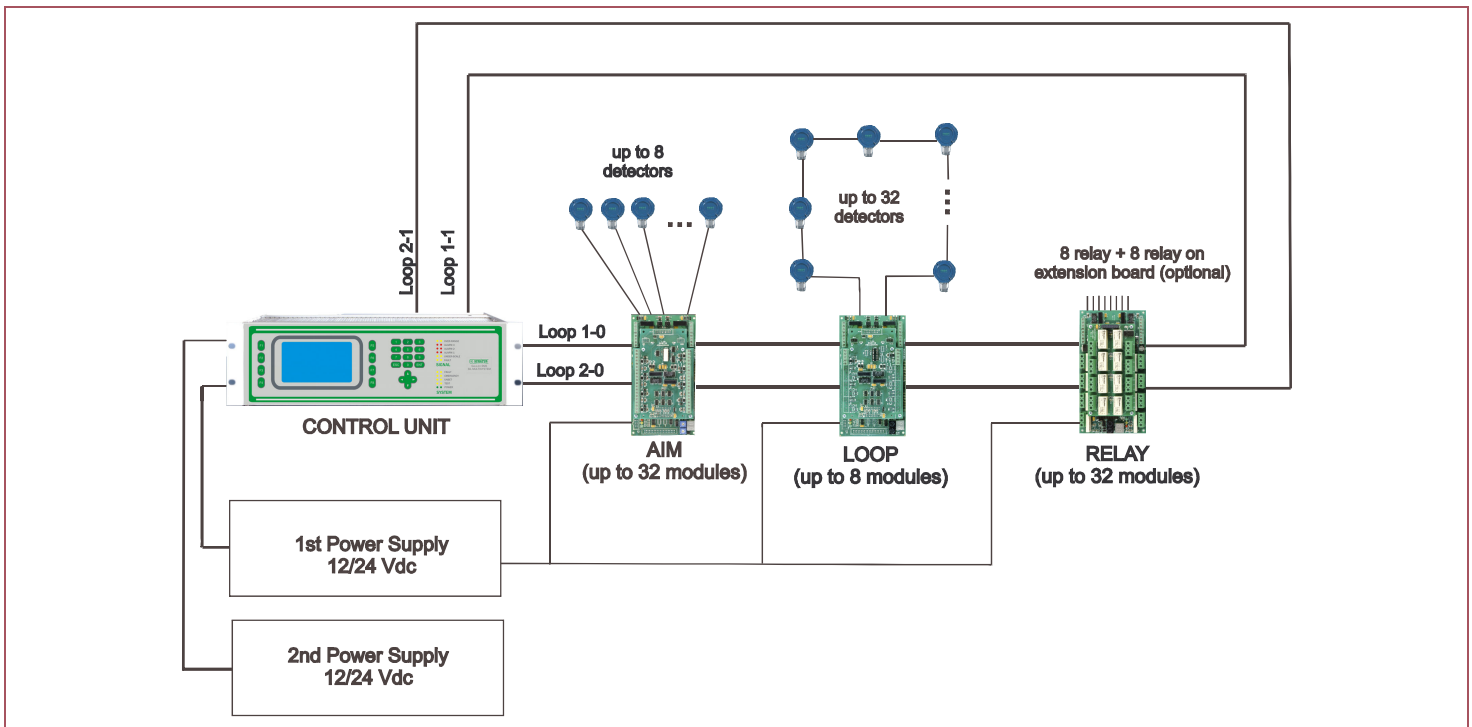 Loop 2-1
Loop 1-1
up to 8
detectors
up to 32
detectors
8 relay + 8 relay on
extension board (optional)
Loop 1-0
Loop 2-0
SIGNAL
SYSTEM
CONTROL UNIT
AIM
(up to 32 modules)
LOOP
(up to 8 modules)
RELAY
(up to 32 modules)
1st Power Supply
12/24 Vdc
2nd Power Supply
12/24 Vdc